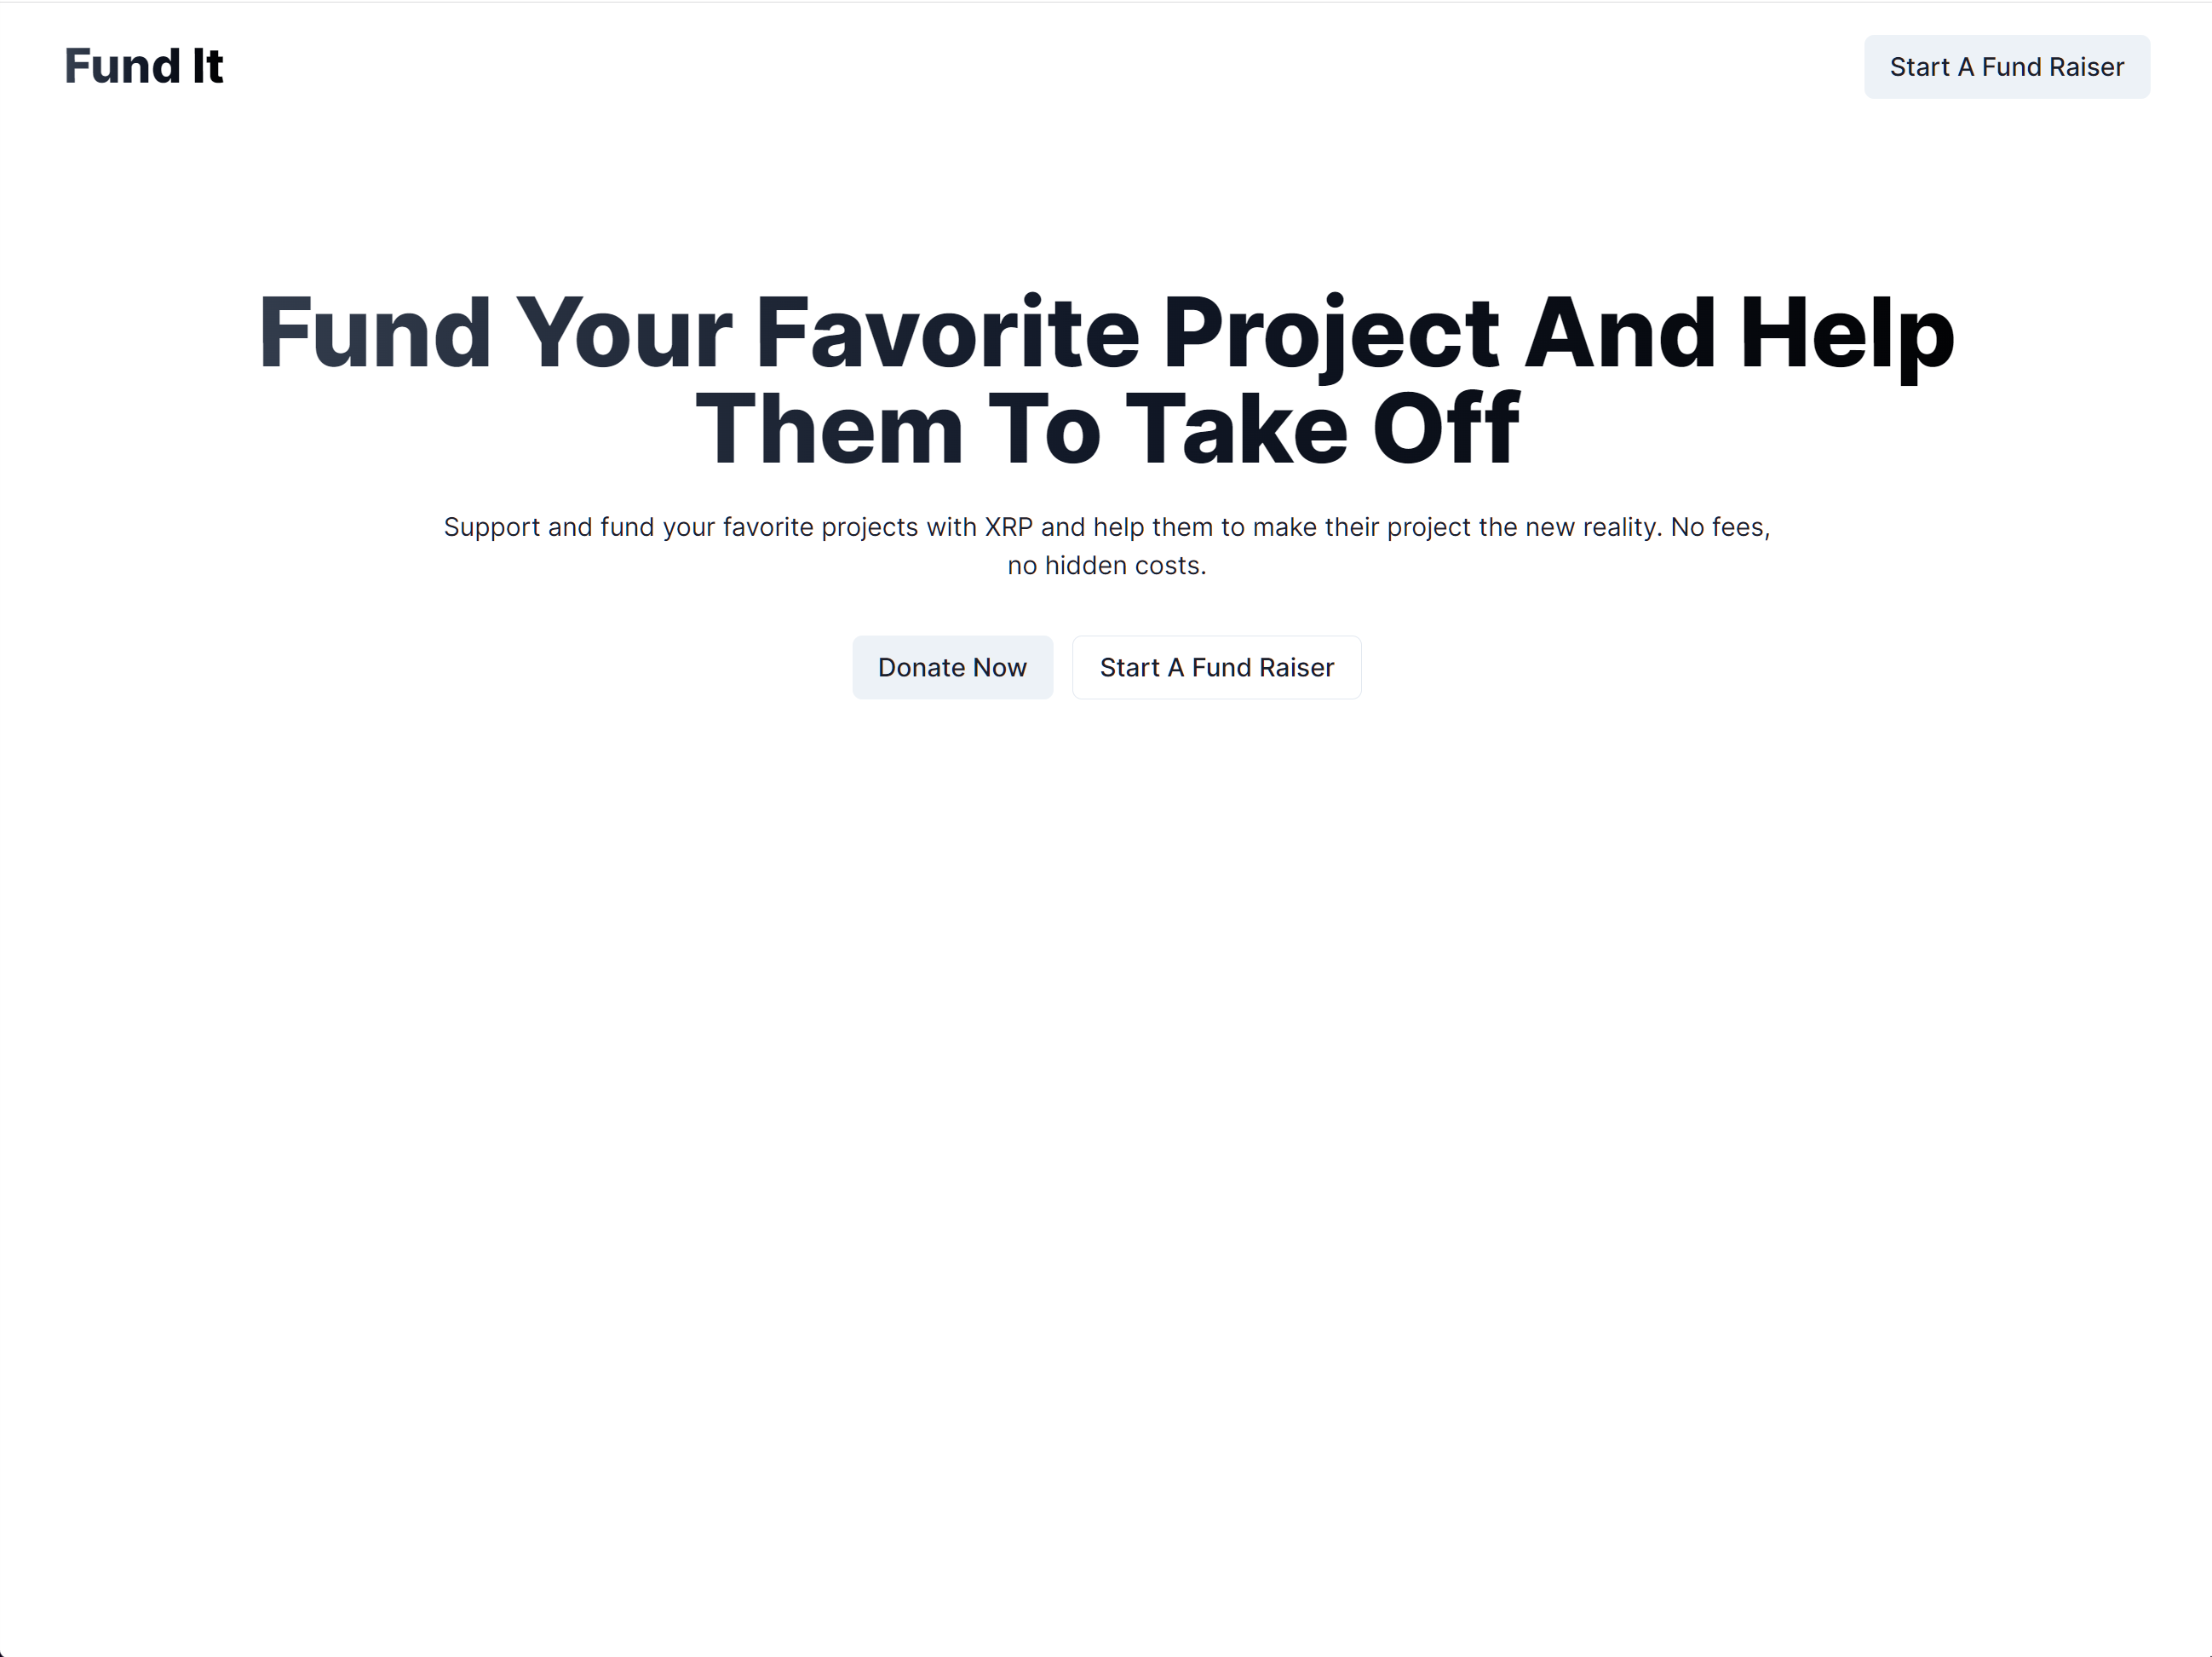 Fund It
Start A Fund Raiser
Fund Your Favorite Project And Help
Them To Take Off
Support and fund your favorite projects with XRP and help them to make their project the new reality. No fees,
no hidden costs.
Donate Now
Start A Fund Raiser